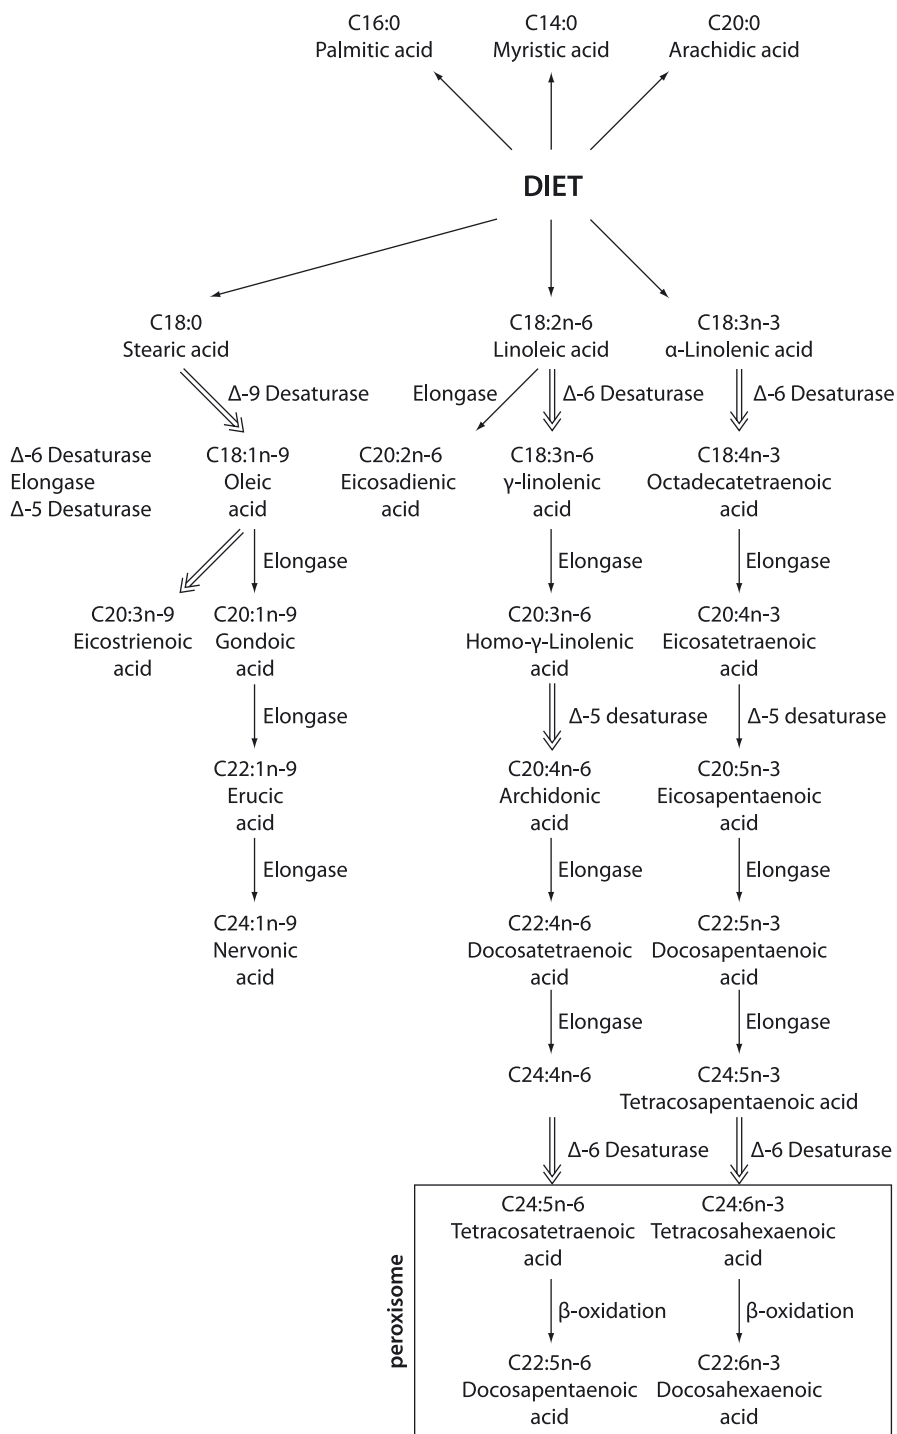 C16:0
Palmitic acid
C14:0
Myristic acid
C20:0
Arachidic acid
DIET
C18:0
Stearic acid
C18:2n-6
Linoleic acid
C18:3n-3
α-Linolenic acid
Δ-9 Desaturase
Elongase
Δ-6 Desaturase
Δ-6 Desaturase
Δ-6 Desaturase
Elongase
Δ-5 Desaturase
C18:1n-9
Oleic
acid
C20:2n-6
Eicosadienic
acid
C18:3n-6
γ-linolenic
acid
C18:4n-3
Octadecatetraenoic
acid
Elongase
Elongase
Elongase
C20:3n-9
Eicostrienoic
acid
C20:1n-9
Gondoic
acid
C20:3n-6
Homo-γ-Linolenic
acid
C20:4n-3
Eicosatetraenoic
acid
Elongase
Δ-5 desaturase
Δ-5 desaturase
C22:1n-9
Erucic
acid
C20:4n-6
Archidonic
acid
C20:5n-3
Eicosapentaenoic
acid
Elongase
Elongase
Elongase
C24:1n-9
Nervonic
acid
C22:4n-6
Docosatetraenoic
acid
C22:5n-3
Docosapentaenoic
acid
Elongase
Elongase
C24:4n-6
C24:5n-3
Tetracosapentaenoic acid
Δ-6 Desaturase
Δ-6 Desaturase
peroxisome
C24:5n-6
Tetracosatetraenoic
acid
C24:6n-3
Tetracosahexaenoic
acid
β-oxidation
β-oxidation
C22:5n-6
Docosapentaenoic
acid
C22:6n-3
Docosahexaenoic
acid